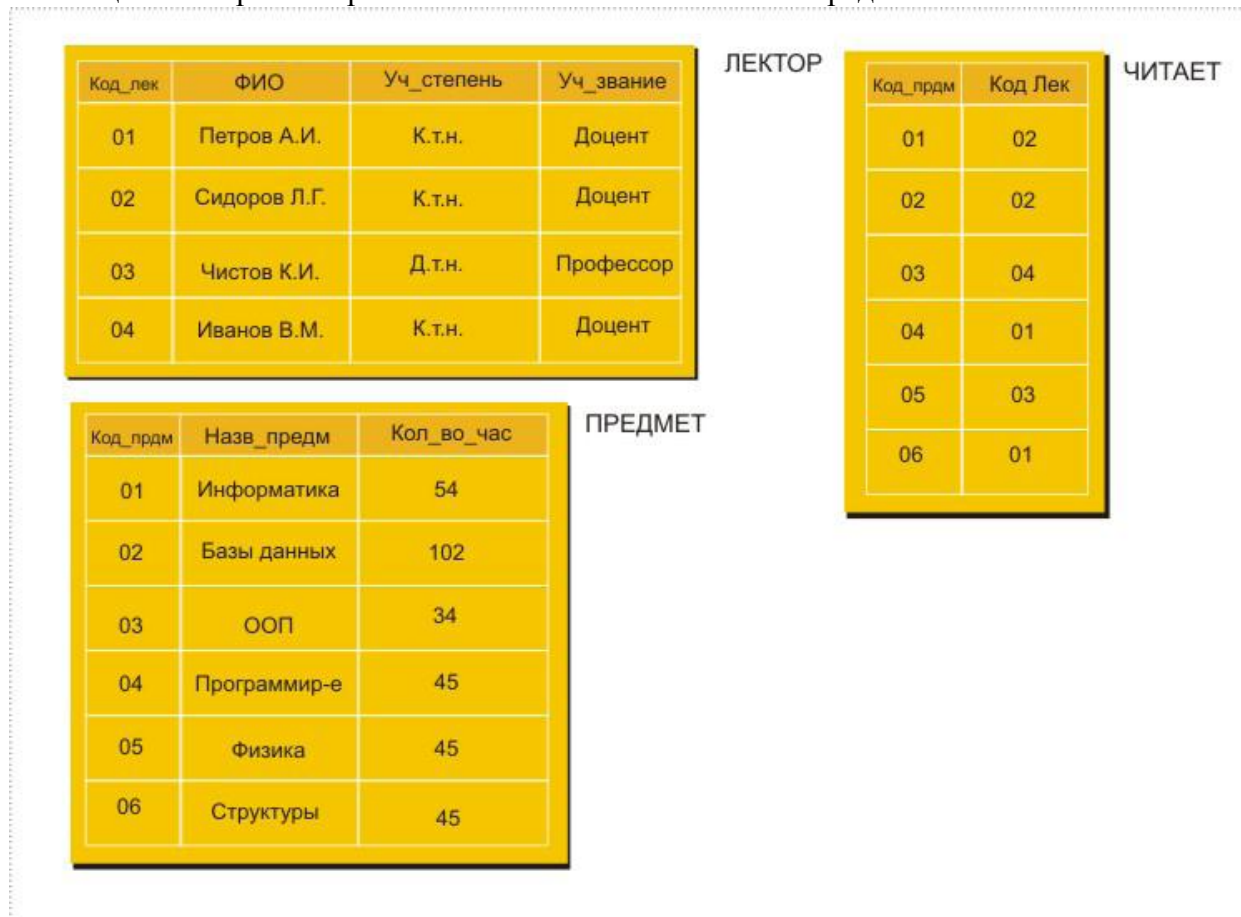 ЛЕКТОР
Код_лек ФИО Уч_степень Уч_звание
01 Петров А.И. К.т.н. Доцент
02 Сидоров Л.Г. К.т.н. Доцент
03 Чистов К.И. Д.т.н. Профессор
04 Иванов В.М. К.т.н. Доцент
ЧИТАЕТ
Код_прдм Код Лек
01 02
02 02
03 04
04 01
05 03
06 01
ПРЕДМЕТ
Код_прдм Назв_предм Кол_во_час
01 Информатика 54
02 Базы данных 102
03 ООП 34
04 Программир-е 45
05 Физика 45
06 Структуры 45